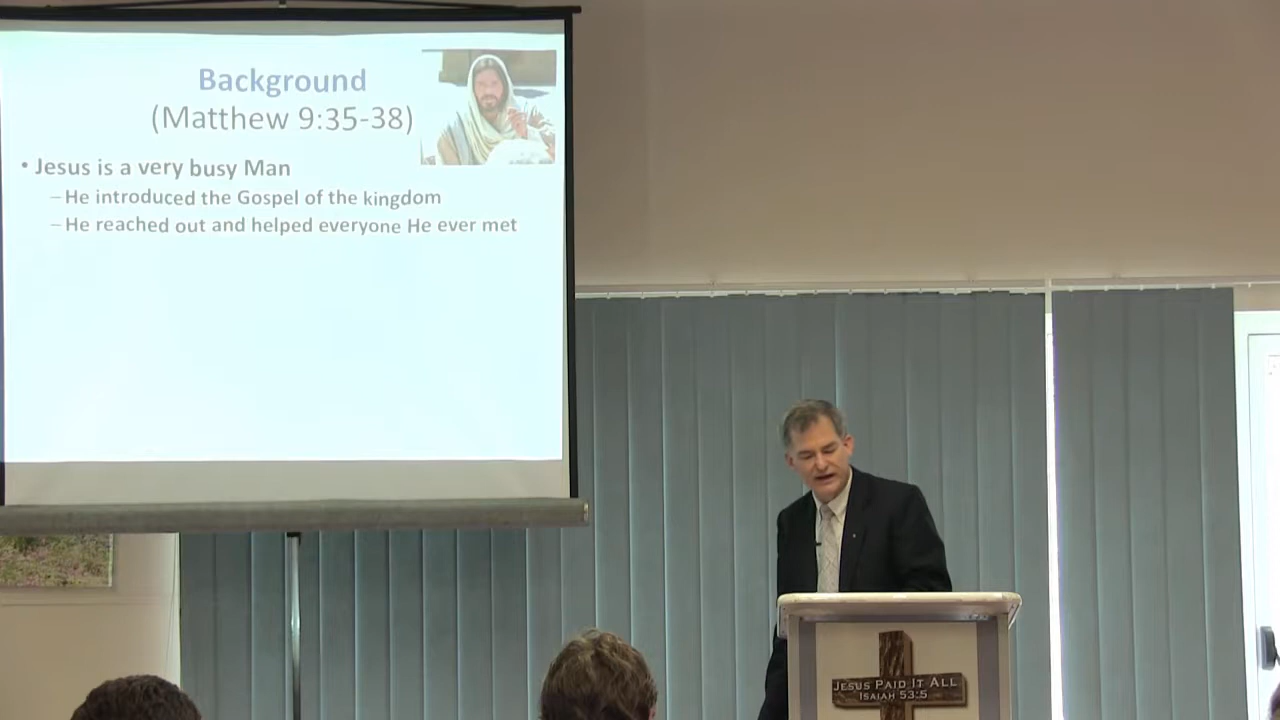 Background
(Matthew 9:35-38)
• Jesus is a very busy Man
– He introduced the Gospel of the kingdom
– He reached out and helped everyone He ever met
JESUS PAID IT ALL
ISAIAH 53:5